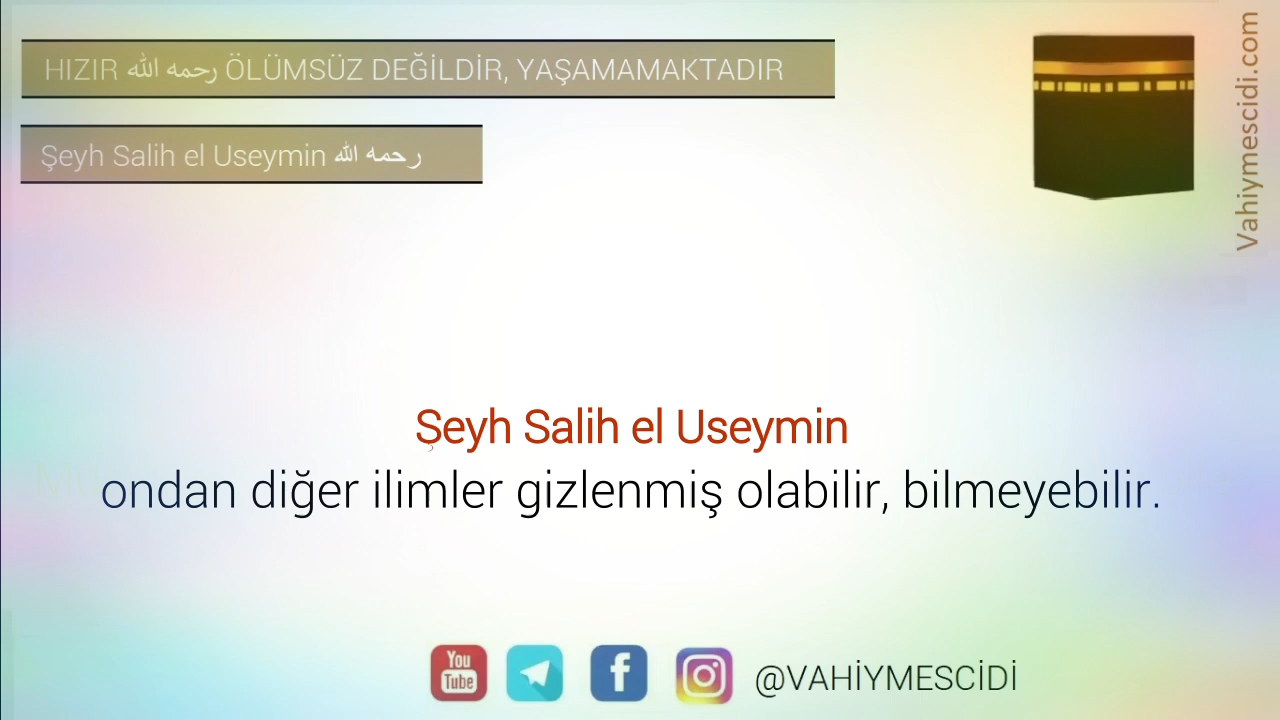 HIZIR رحمه الله ÖLÜMSÜZ DEĞİLDİR, YAŞAMAMAKTADIR
Şeyh Salih el Useymin رحمه الله
Vahiymescidi.com
Şeyh Salih el Useymin
ondan diğer ilimler gizlenmiş olabilir, bilmeyebilir.
You
Tube
@VAHİYMESCİDİ